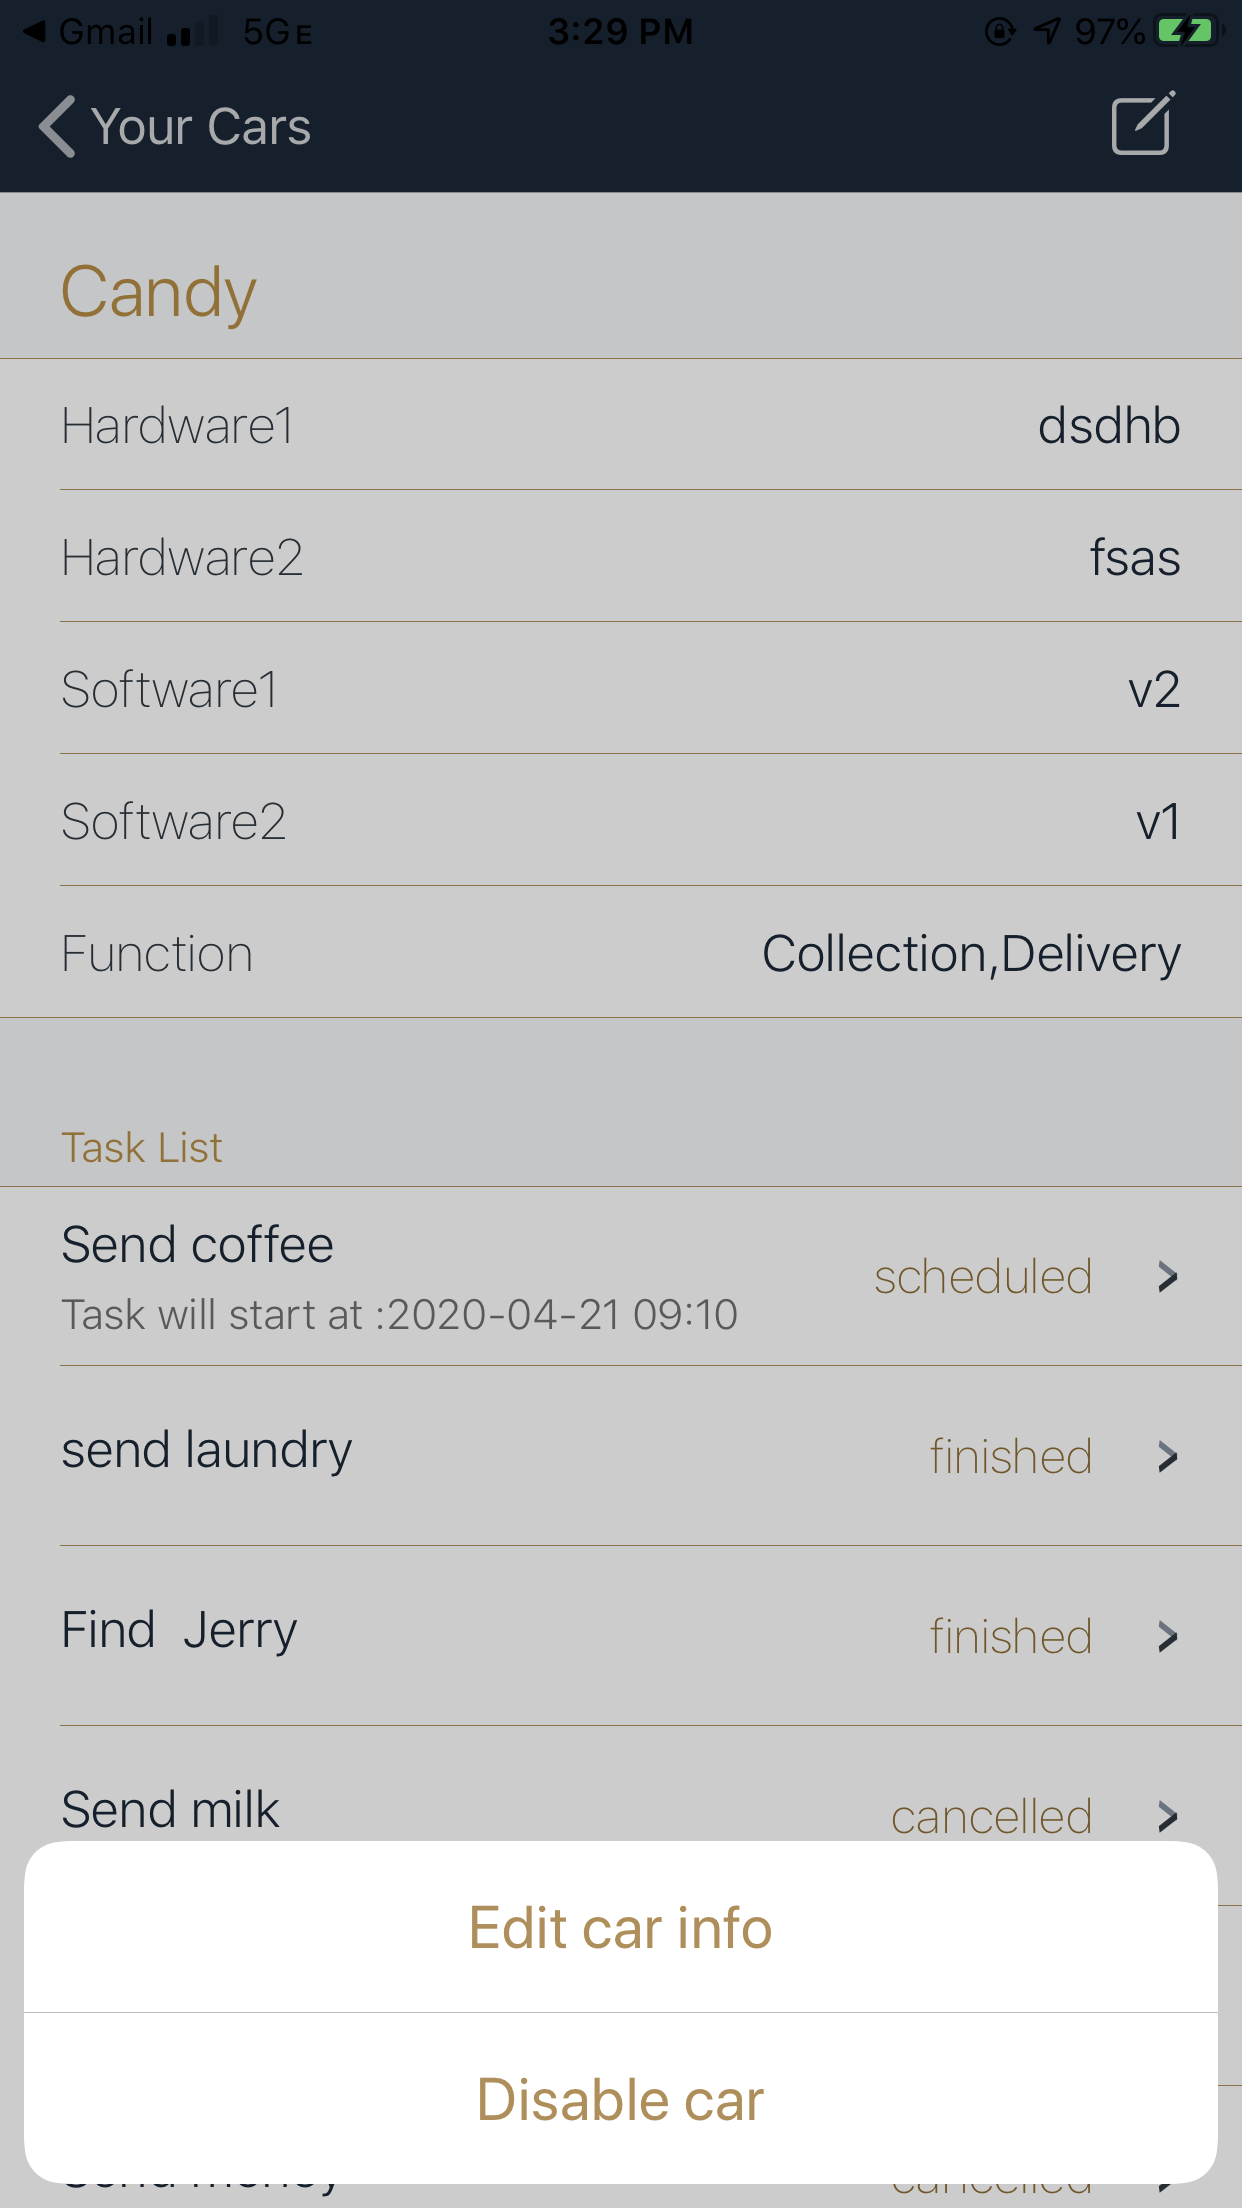 Gmail 5GE 3:29 PM 97%
Your Cars
Candy
Hardware1 dsdhb
Hardware2 fsas
Software1 v2
Software2 v1
Function Collection,Delivery
Task List
Send coffee scheduled
Task will start at :2020-04-21 09:10
send laundry finished
Find  Jerry finished
Send milk cancelled
Edit car info
Disable car